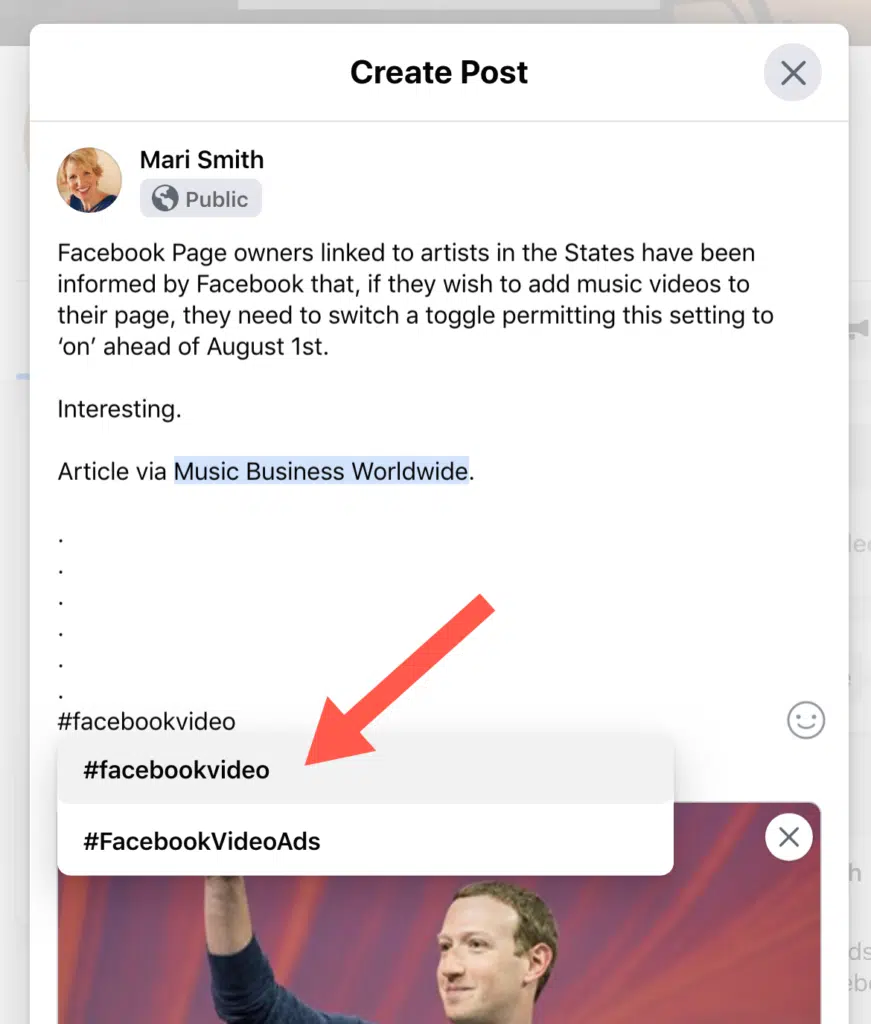 Create Post
Mari Smith
Public
Facebook Page owners linked to artists in the States have been
informed by Facebook that, if they wish to add music videos to
their page, they need to switch a toggle permitting this setting to
‘on’ ahead of August 1st.
Interesting.
Article via Music Business Worldwide.
.
.
.
.
.
.
#facebookvideo
#facebookvideo
#FacebookVideoAds